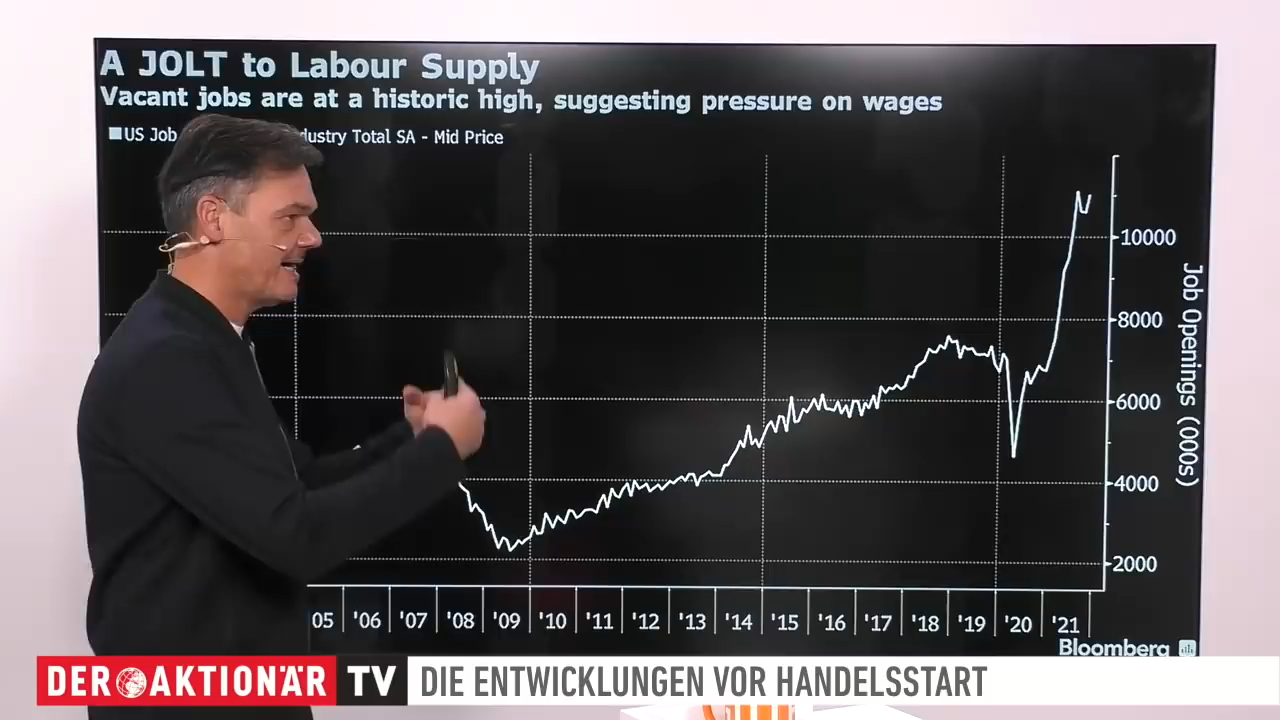 A JOLT to Labour Supply
Vacant jobs are at a historic high, suggesting pressure on wages
US Job dustry Total SA - Mid Price
10000
8000
6000
4000
2000
Job Openings (000s)
05 '06 '07 '08 '09 '10 '11 '12 '13 '14 '15 '16 '17 '18 '19 '20 '21
Bloomberg
DER AKTIONÄR TV DIE ENTWICKLUNGEN VOR HANDELSSTART